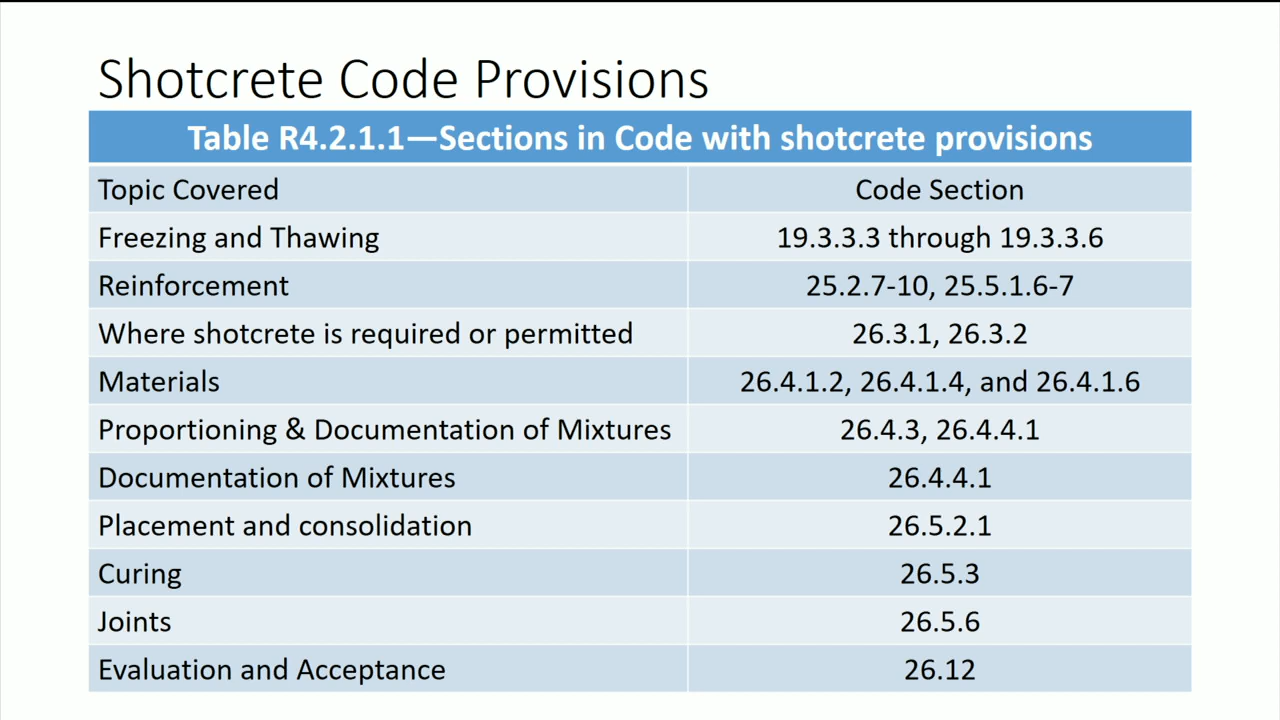 Shotcrete Code Provisions
Table R4.2.1.1—Sections in Code with shotcrete provisions
Topic Covered Code Section
Freezing and Thawing 19.3.3.3 through 19.3.3.6
Reinforcement 25.2.7-10, 25.5.1.6-7
Where shotcrete is required or permitted 26.3.1, 26.3.2
Materials 26.4.1.2, 26.4.1.4, and 26.4.1.6
Proportioning & Documentation of Mixtures 26.4.3, 26.4.4.1
Documentation of Mixtures 26.4.4.1
Placement and consolidation 26.5.2.1
Curing 26.5.3
Joints 26.5.6
Evaluation and Acceptance 26.12